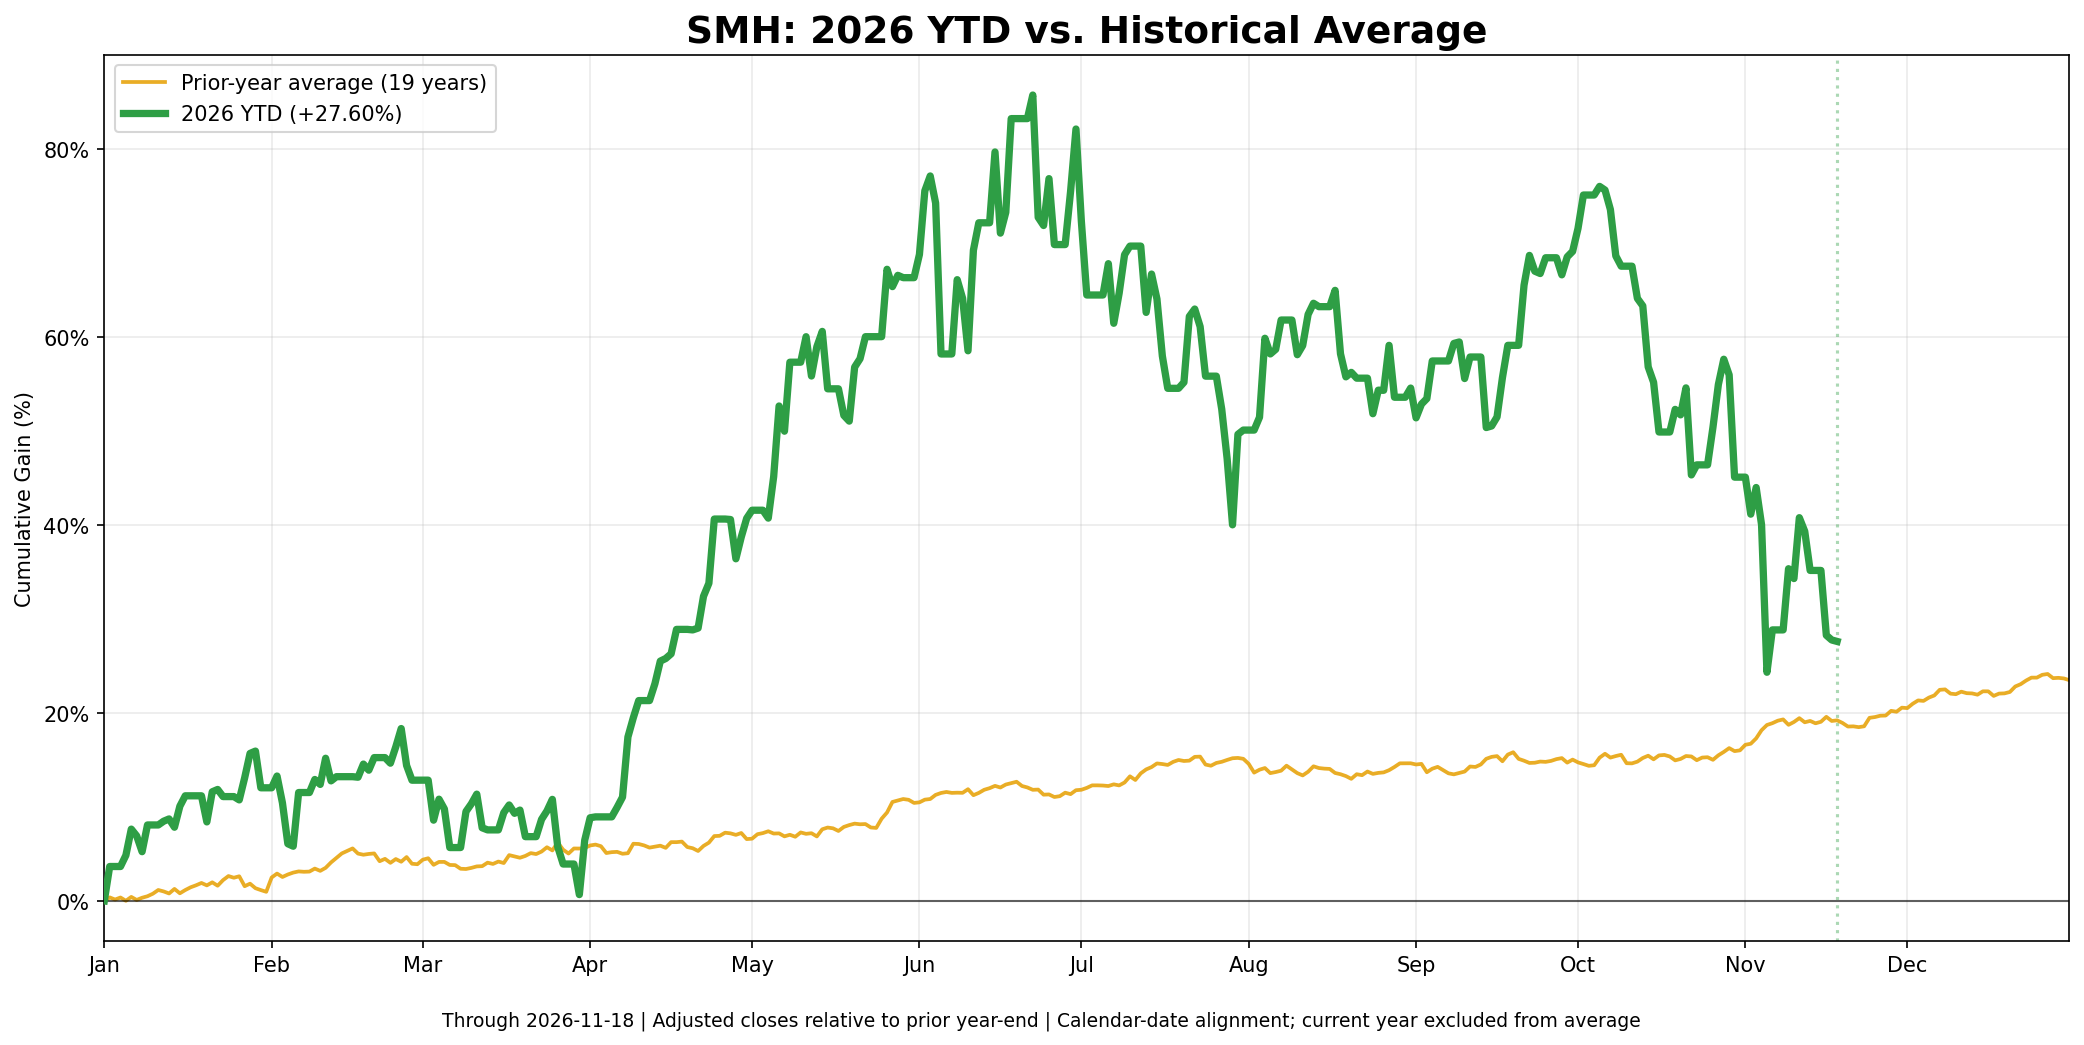 SMH: 2026 YTD vs. Historical Average
Prior-year average (19 years)
2026 YTD (+27.60%)
Cumulative Gain (%)
80%
60%
40%
20%
0%
Jan Feb Mar Apr May Jun Jul Aug Sep Oct Nov Dec
Through 2026-11-18 | Adjusted closes relative to prior year-end | Calendar-date alignment; current year excluded from average